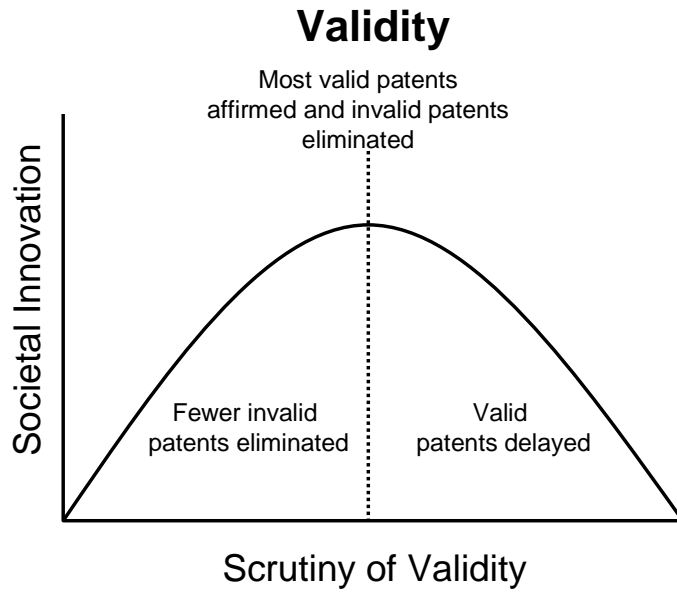 Validity
Most valid patents
affirmed and invalid patents
eliminated
Societal Innovation
Fewer invalid
patents eliminated
Valid
patents delayed
Scrutiny of Validity